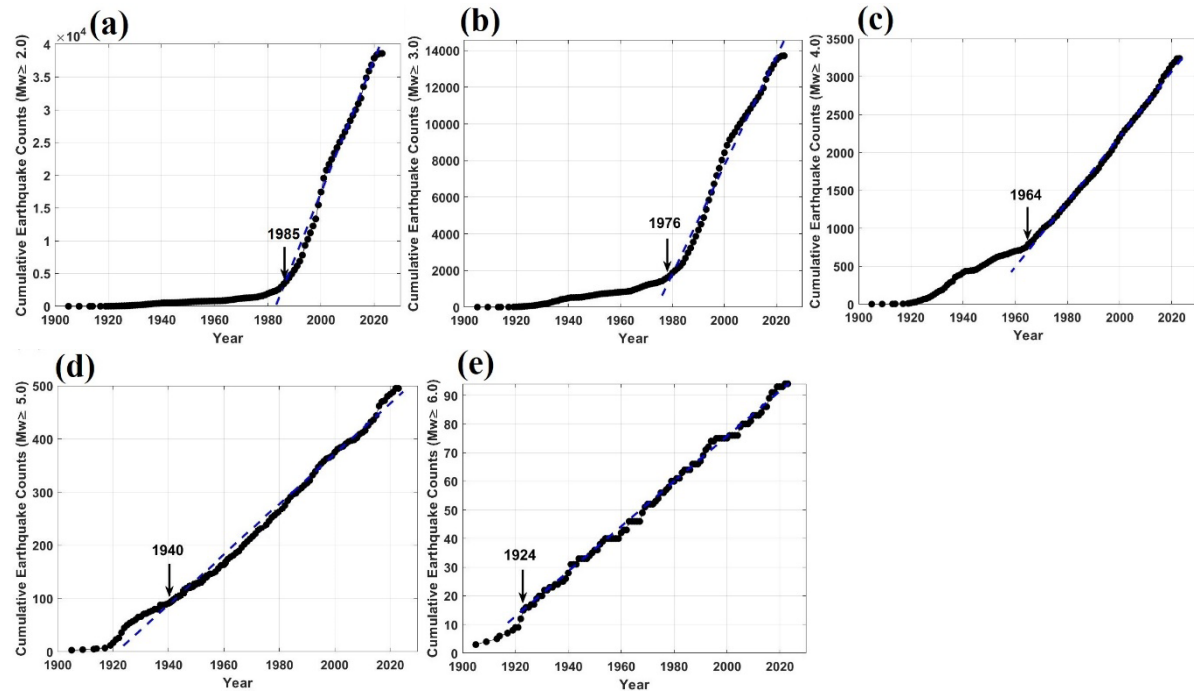 (a)
×10⁴
Cumulative Earthquake Counts (Mw≥ 2.0)
4
3.5
3
2.5
2
1.5
1
0.5
0
1985
1900 1920 1940 1960 1980 2000 2020
Year
(b)
Cumulative Earthquake Counts (Mw≥ 3.0)
14000
12000
10000
8000
6000
4000
2000
0
1976
1900 1920 1940 1960 1980 2000 2020
Year
(c)
Cumulative Earthquake Counts (Mw≥ 4.0)
3500
3000
2500
2000
1500
1000
500
0
1964
1900 1920 1940 1960 1980 2000 2020
Year
(d)
Cumulative Earthquake Counts (Mw≥ 5.0)
500
400
300
200
100
0
1940
1900 1920 1940 1960 1980 2000 2020
Year
(e)
Cumulative Earthquake Counts (Mw≥ 6.0)
90
80
70
60
50
40
30
20
10
0
1924
1900 1920 1940 1960 1980 2000 2020
Year